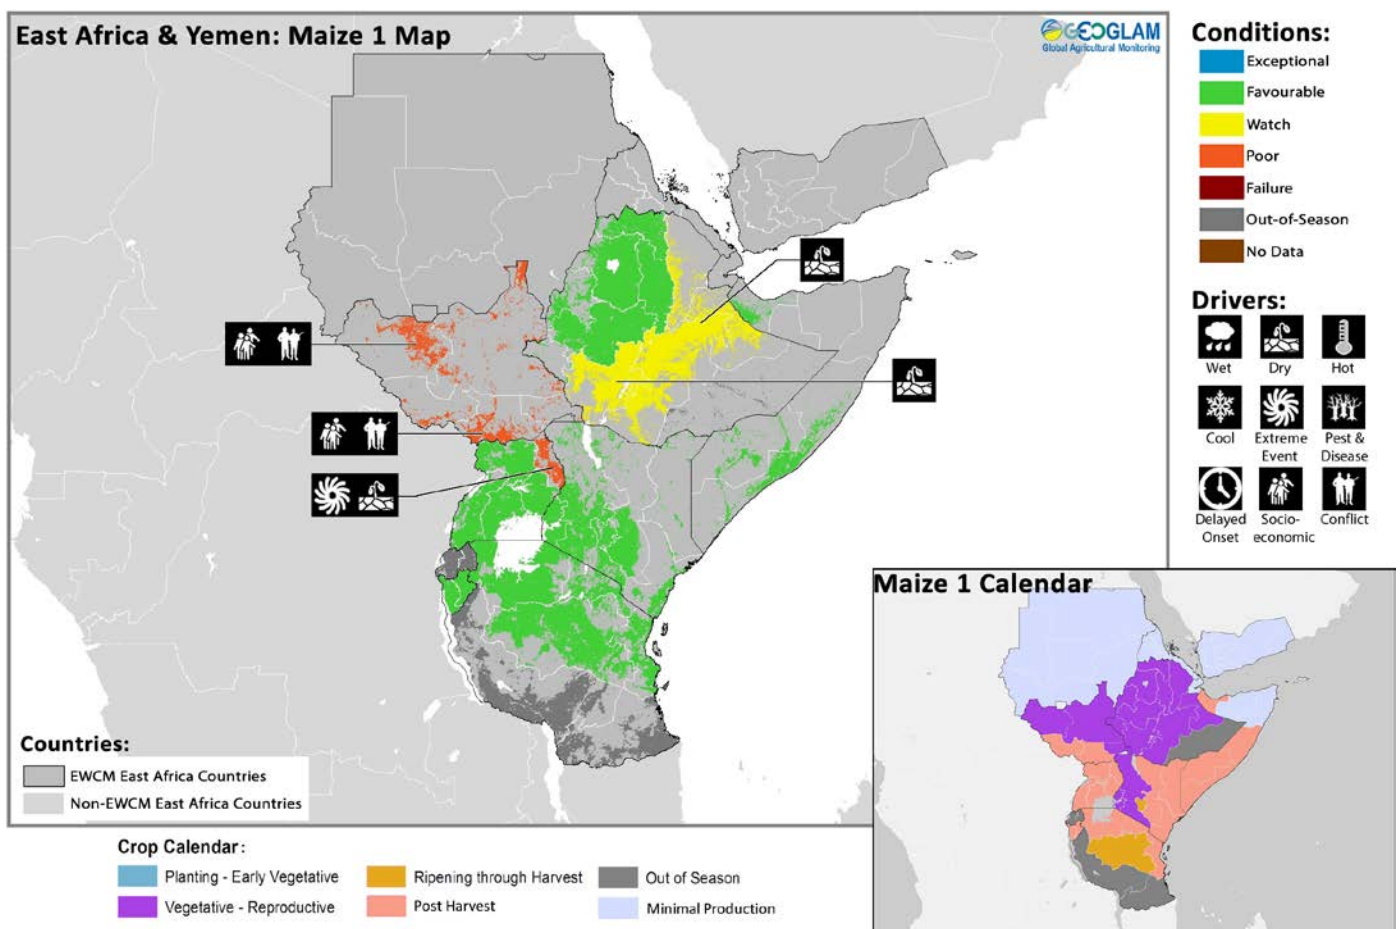 East Africa & Yemen: Maize 1 Map
GEOGLAM
Global Agricultural Monitoring
Conditions:
Exceptional
Favourable
Watch
Poor
Failure
Out-of-Season
No Data
Drivers:
Wet
Dry
Hot
Cool
Extreme
Event
Pest &
Disease
Delayed
Onset
Socio-
economic
Conflict
Countries:
EWCM East Africa Countries
Non-EWCM East Africa Countries
Maize 1 Calendar
Crop Calendar:
Planting - Early Vegetative
Ripening through Harvest
Out of Season
Vegetative - Reproductive
Post Harvest
Minimal Production